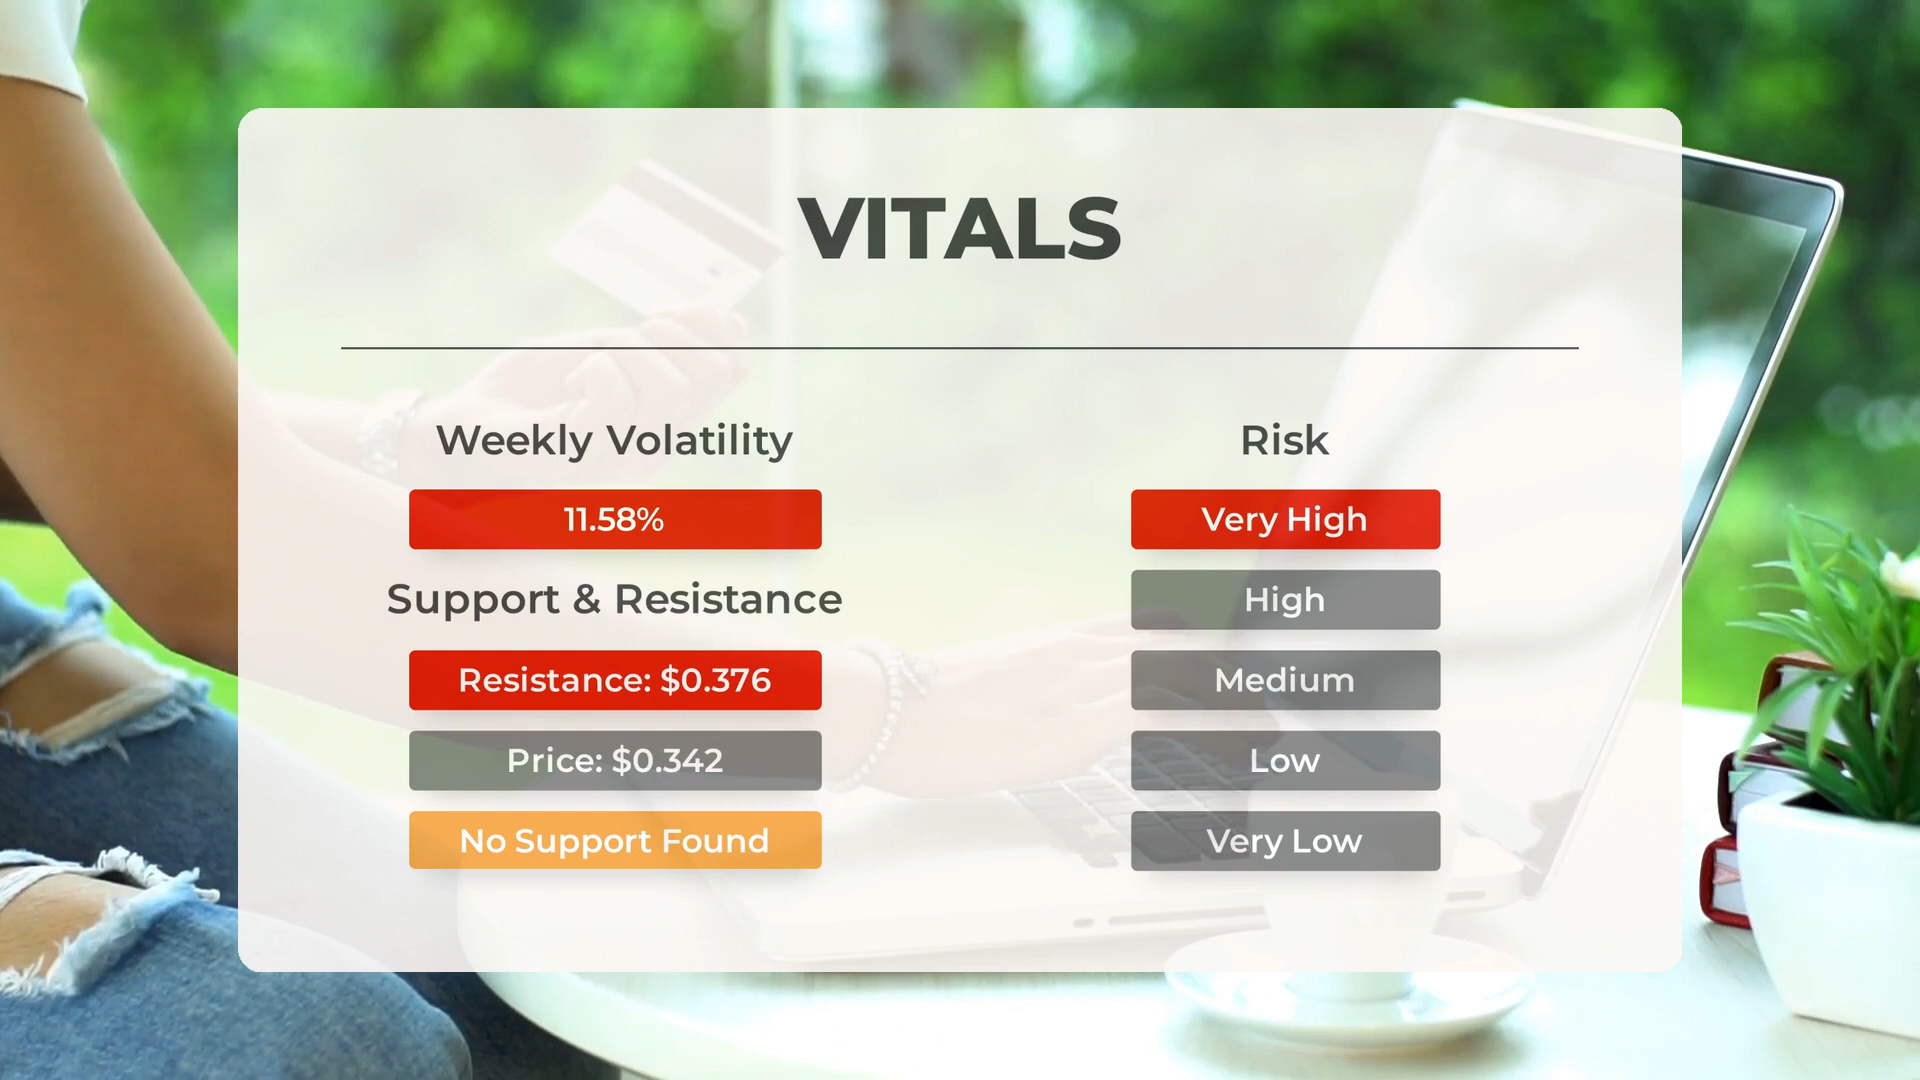 VITALS
Weekly Volatility
11.58%
Support & Resistance
Resistance: $0.376
Price: $0.342
No Support Found
Risk
Very High
High
Medium
Low
Very Low